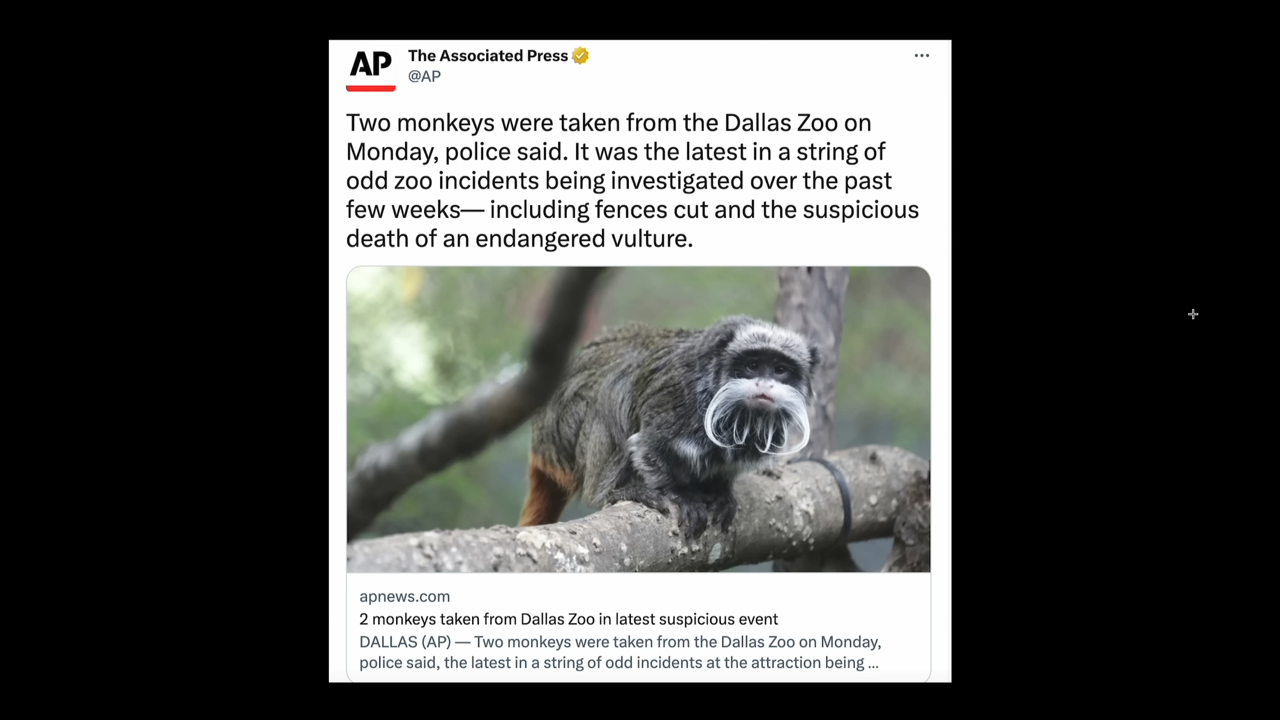 AP
The Associated Press
@AP
Two monkeys were taken from the Dallas Zoo on
Monday, police said. It was the latest in a string of
odd zoo incidents being investigated over the past
few weeks— including fences cut and the suspicious
death of an endangered vulture.
apnews.com
2 monkeys taken from Dallas Zoo in latest suspicious event
DALLAS (AP) — Two monkeys were taken from the Dallas Zoo on Monday,
police said, the latest in a string of odd incidents at the attraction being ...